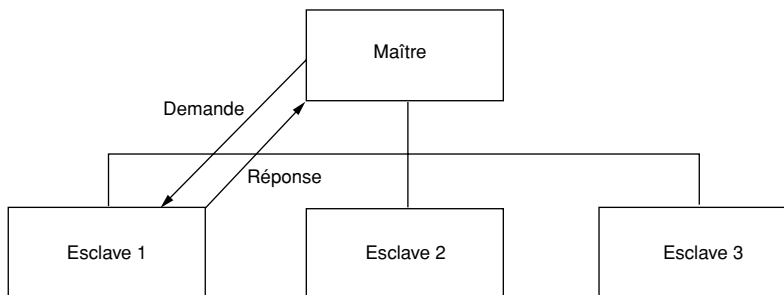 Maître
Demande
Réponse
Esclave 1
Esclave 2
Esclave 3